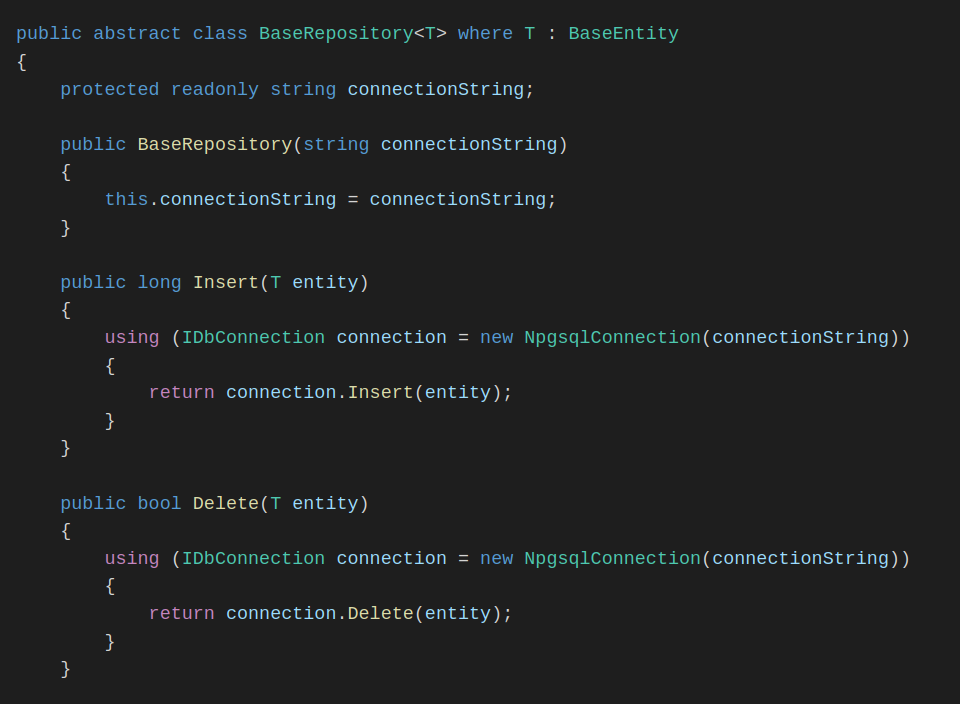 public abstract class BaseRepository<T> where T : BaseEntity
{
    protected readonly string connectionString;

    public BaseRepository(string connectionString)
    {
        this.connectionString = connectionString;
    }

    public long Insert(T entity)
    {
        using (IDbConnection connection = new NpgsqlConnection(connectionString))
        {
            return connection.Insert(entity);
        }
    }

    public bool Delete(T entity)
    {
        using (IDbConnection connection = new NpgsqlConnection(connectionString))
        {
            return connection.Delete(entity);
        }
    }